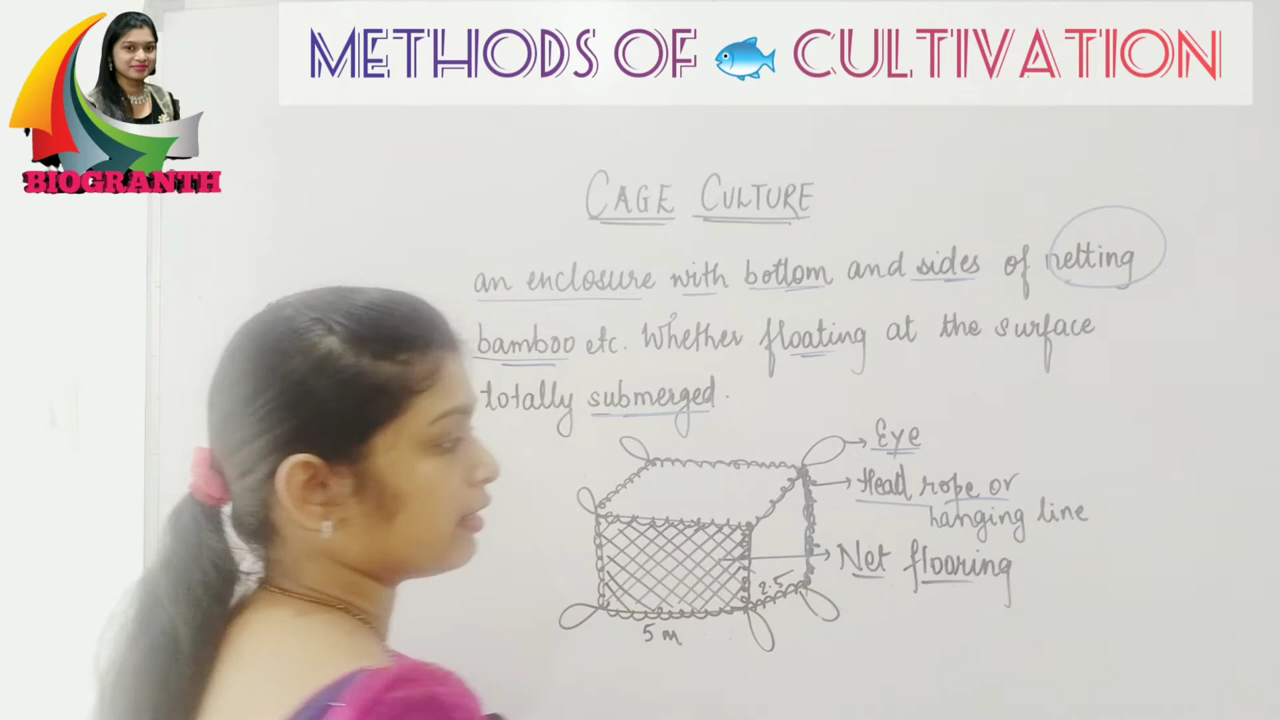 METHODS OF 🐟 CULTIVATION
BIOGRANTH
CAGE CULTURE
an enclosure with bottom and sides of netting
bamboo etc. Whether floating at the surface
totally submerged.
Eye
Head rope or
hanging line
Net flooring
2.5
5 m